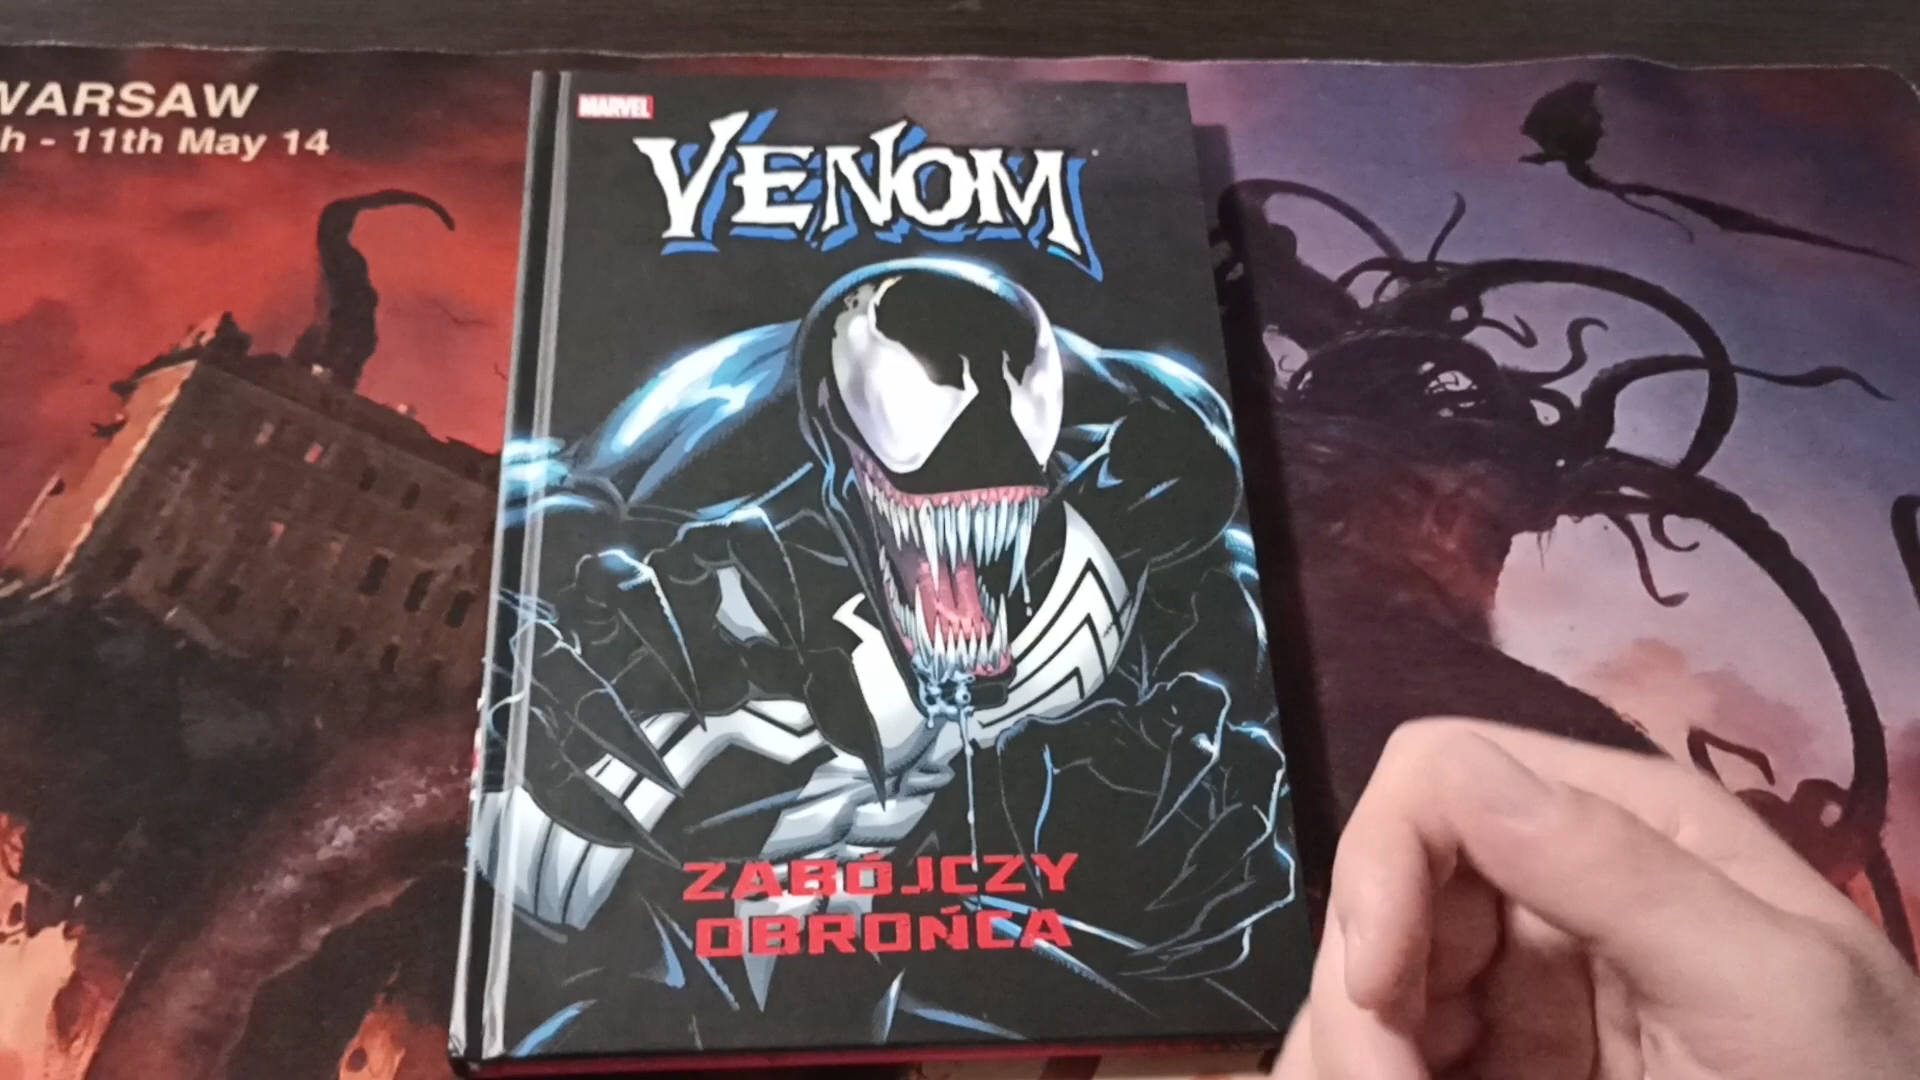 WARSAW
h - 11th May 14
MARVEL
VENOM
ZABÓJCZY
OBROŃCA